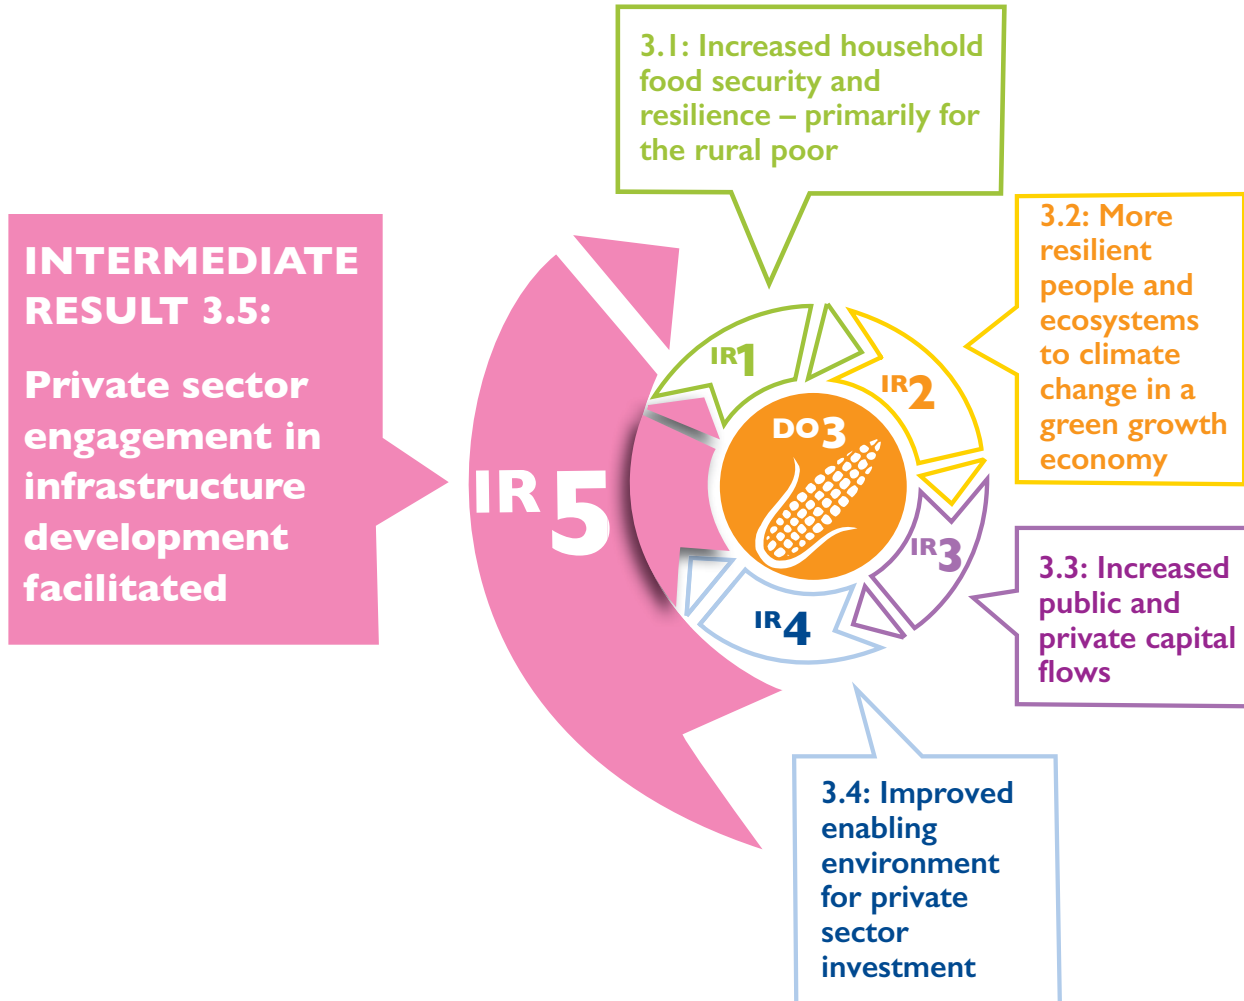 3.1: Increased household
food security and
resilience – primarily for
the rural poor
INTERMEDIATE
RESULT 3.5:
Private sector
engagement in
infrastructure
development
facilitated
3.2: More
resilient
people and
ecosystems
to climate
change in a
green growth
economy
IR1
IR2
DO3
IR5
IR3
IR4
3.3: Increased
public and
private capital
flows
3.4: Improved
enabling
environment
for private
sector
investment